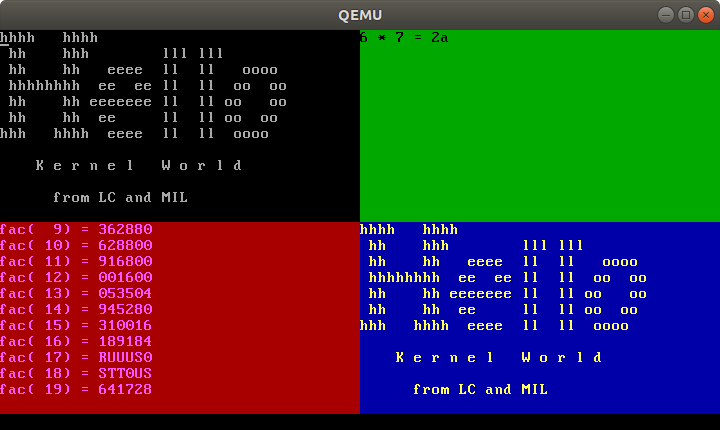 QEMU
hhhh   hhhh
 hh    hhh        lll lll
 hh    hh   eeee  ll  ll   oooo
 hhhhhhhh  ee  ee ll  ll  oo  oo
 hh     hh eeeeeee ll  ll oo   oo
 hh    hh  ee     ll  ll oo  oo
hhh   hhhh  eeee  ll  ll  oooo
K e r n e l   W o r l d
from LC and MIL
6 * 7 = 2a
fac(  9) = 362880
fac( 10) = 628800
fac( 11) = 916800
fac( 12) = 001600
fac( 13) = 053504
fac( 14) = 945280
fac( 15) = 310016
fac( 16) = 189184
fac( 17) = RUUUS0
fac( 18) = STT0US
fac( 19) = 641728
hhhh   hhhh
 hh    hhh        lll lll
 hh    hh   eeee  ll  ll   oooo
 hhhhhhhh  ee  ee ll  ll  oo  oo
 hh     hh eeeeeee ll  ll oo   oo
 hh    hh  ee     ll  ll oo  oo
hhh   hhhh  eeee  ll  ll  oooo
K e r n e l   W o r l d
from LC and MIL